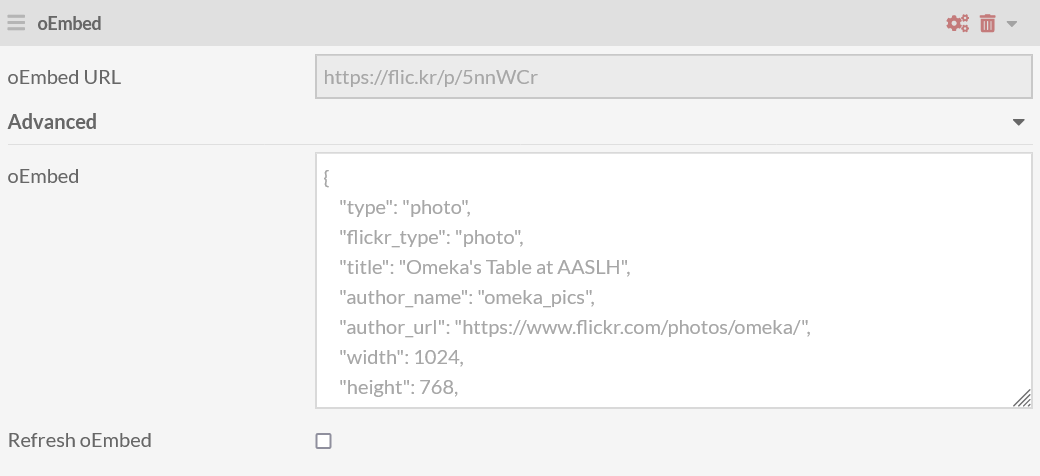 oEmbed
oEmbed URL
https://flic.kr/p/5nnWCr
Advanced
oEmbed
{
"type": "photo",
"flickr_type": "photo",
"title": "Omeka's Table at AASLH",
"author_name": "omeka_pics",
"author_url": "https://www.flickr.com/photos/omeka/",
"width": 1024,
"height": 768,
Refresh oEmbed